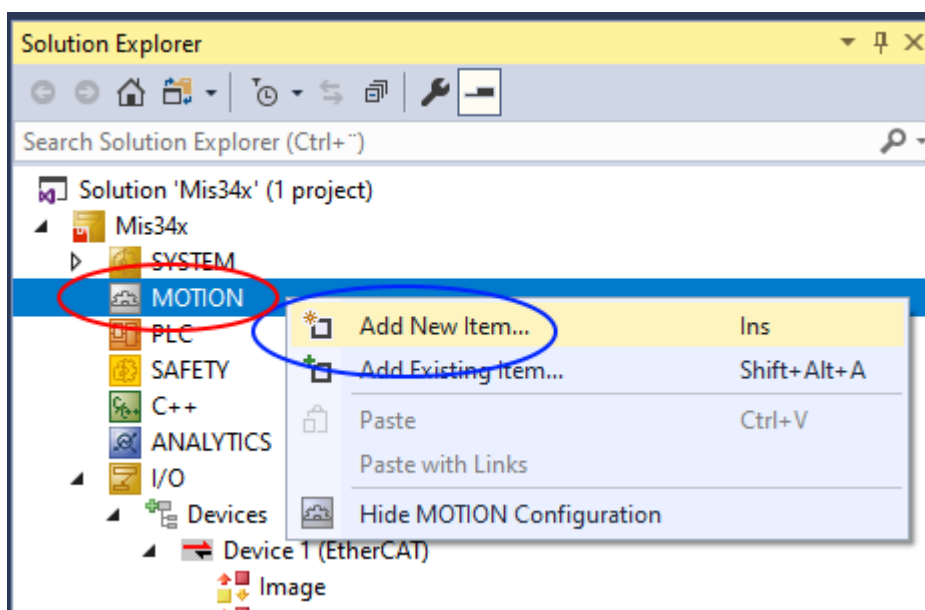 Solution Explorer
Search Solution Explorer (Ctrl+¨)
Solution 'Mis34x' (1 project)
Mis34x
SYSTEM
MOTION
Add New Item... Ins
PLC
SAFETY
Add Existing Item... Shift+Alt+A
C++
Paste Ctrl+V
ANALYTICS
Paste with Links
I/O
Devices
Hide MOTION Configuration
Device 1 (EtherCAT)
Image